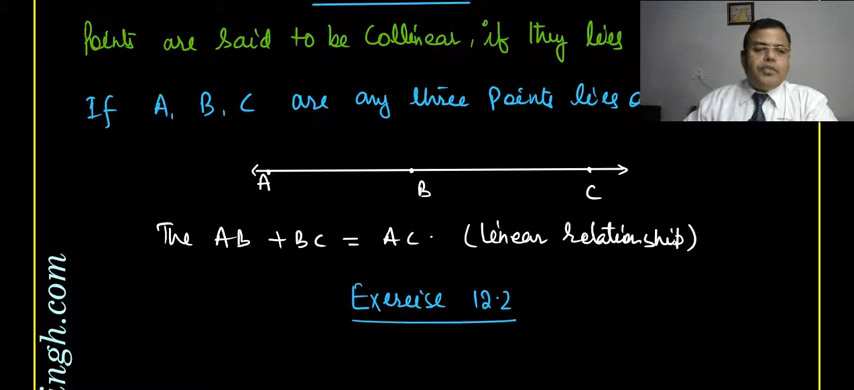 Points are said to be Collinear, if they lies
If A, B, C are any three Points lies
A B C
The AB + BC = AC. (Linear relationship)
Exercise 12.2
ingh.com